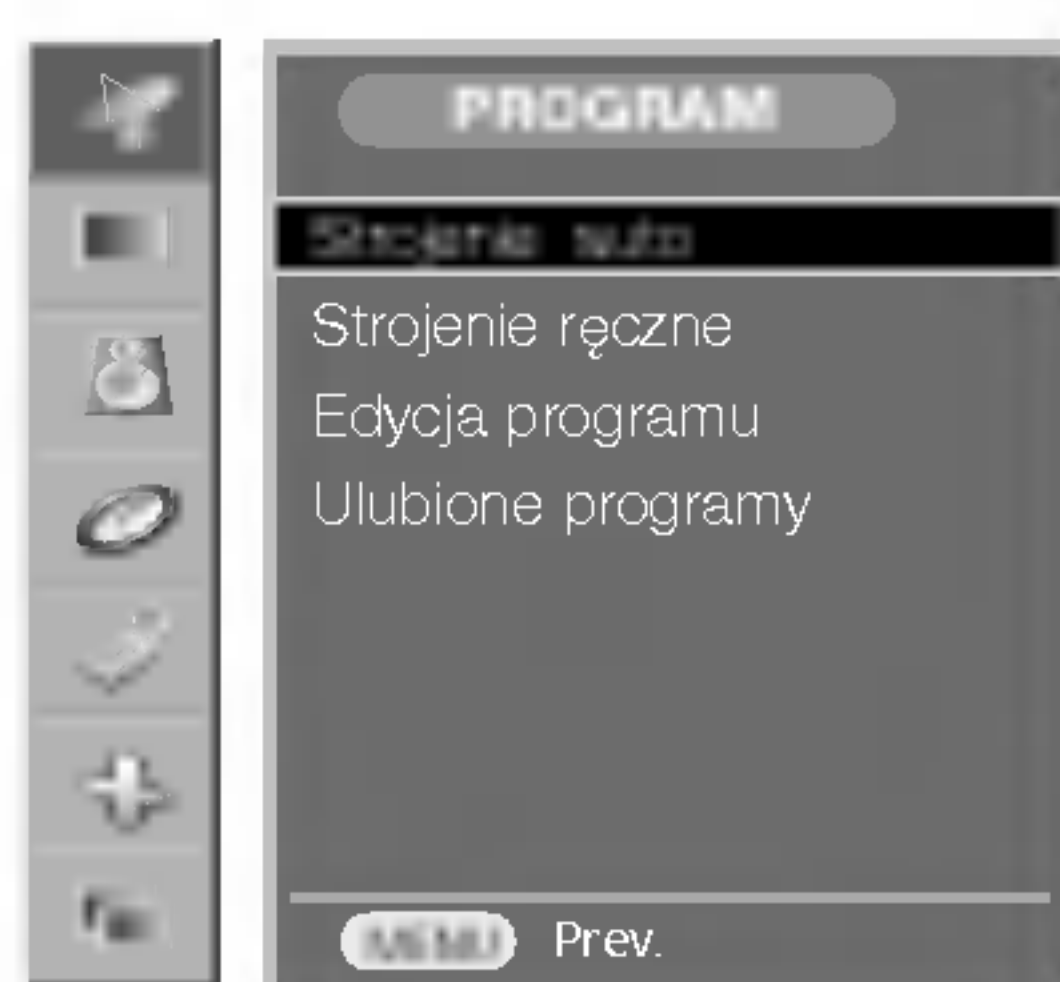 PROGRAM
Strojenie auto
Strojenie ręczne
Edycja programu
Ulubione programy
MENU Prev.